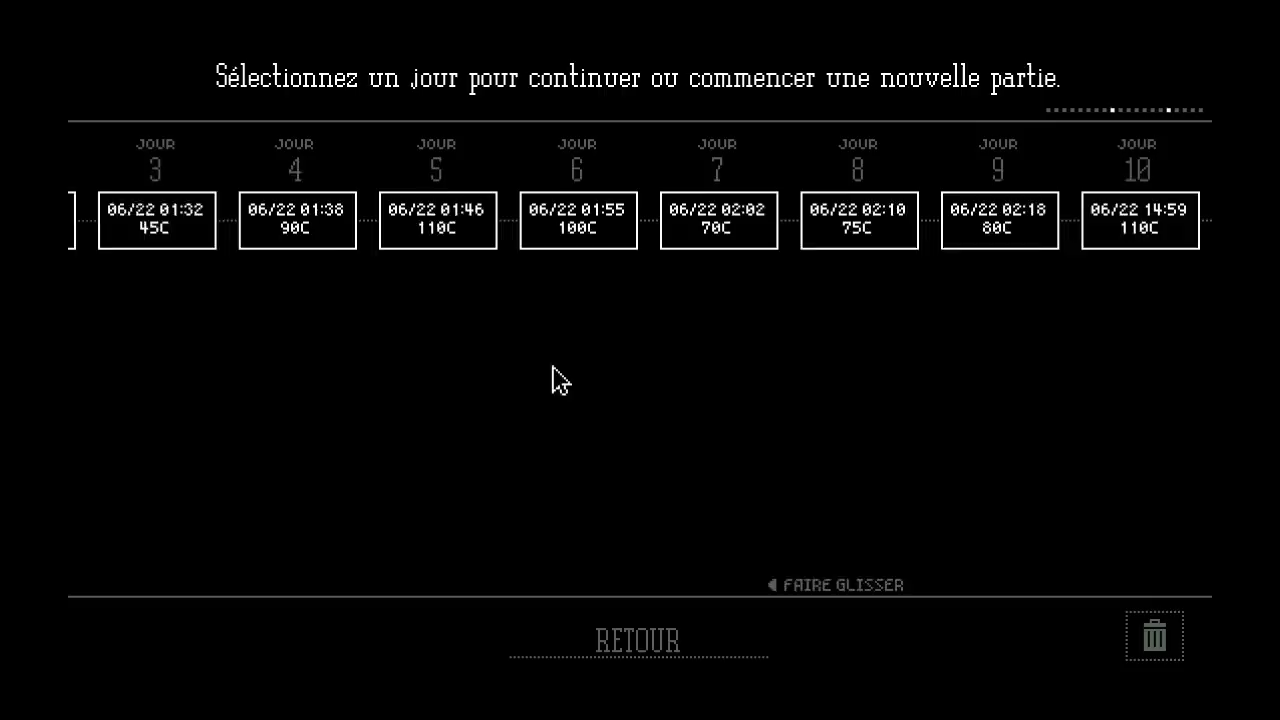 Sélectionnez un jour pour continuer ou commencer une nouvelle partie.
JOUR JOUR JOUR JOUR JOUR JOUR JOUR JOUR
3 4 5 6 7 8 9 10
06/22 01:32 06/22 01:38 06/22 01:46 06/22 01:55 06/22 02:02 06/22 02:10 06/22 02:18 06/22 14:59
45C 90C 110C 100C 70C 75C 80C 110C
FAIRE GLISSER
RETOUR